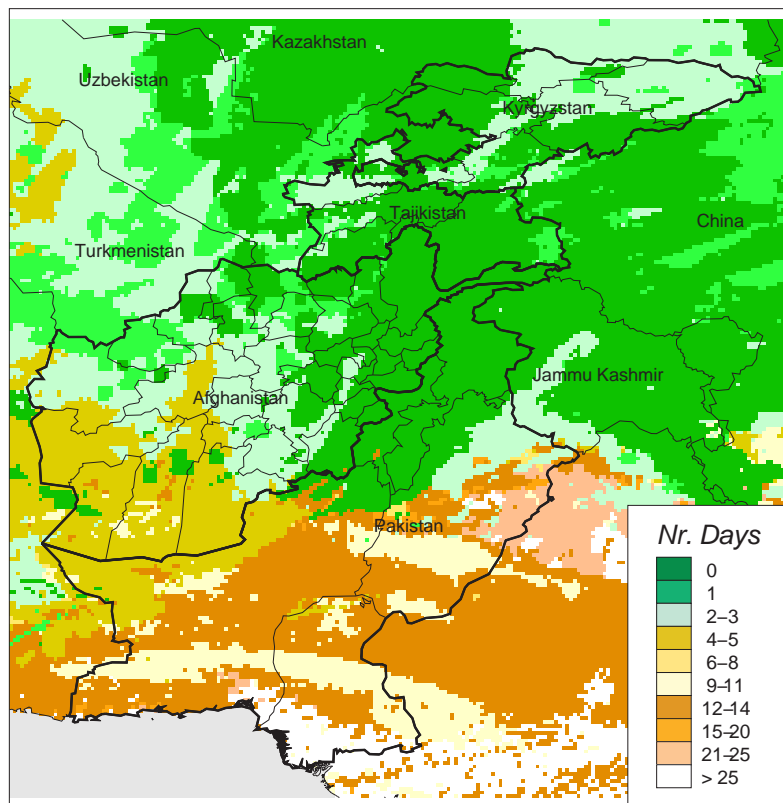 Kazakhstan
Uzbekistan
Kyrgyzstan
Tajikistan
China
Turkmenistan
Jammu Kashmir
Afghanistan
Pakistan
Nr. Days
0
1
2–3
4–5
6–8
9–11
12–14
15–20
21–25
> 25